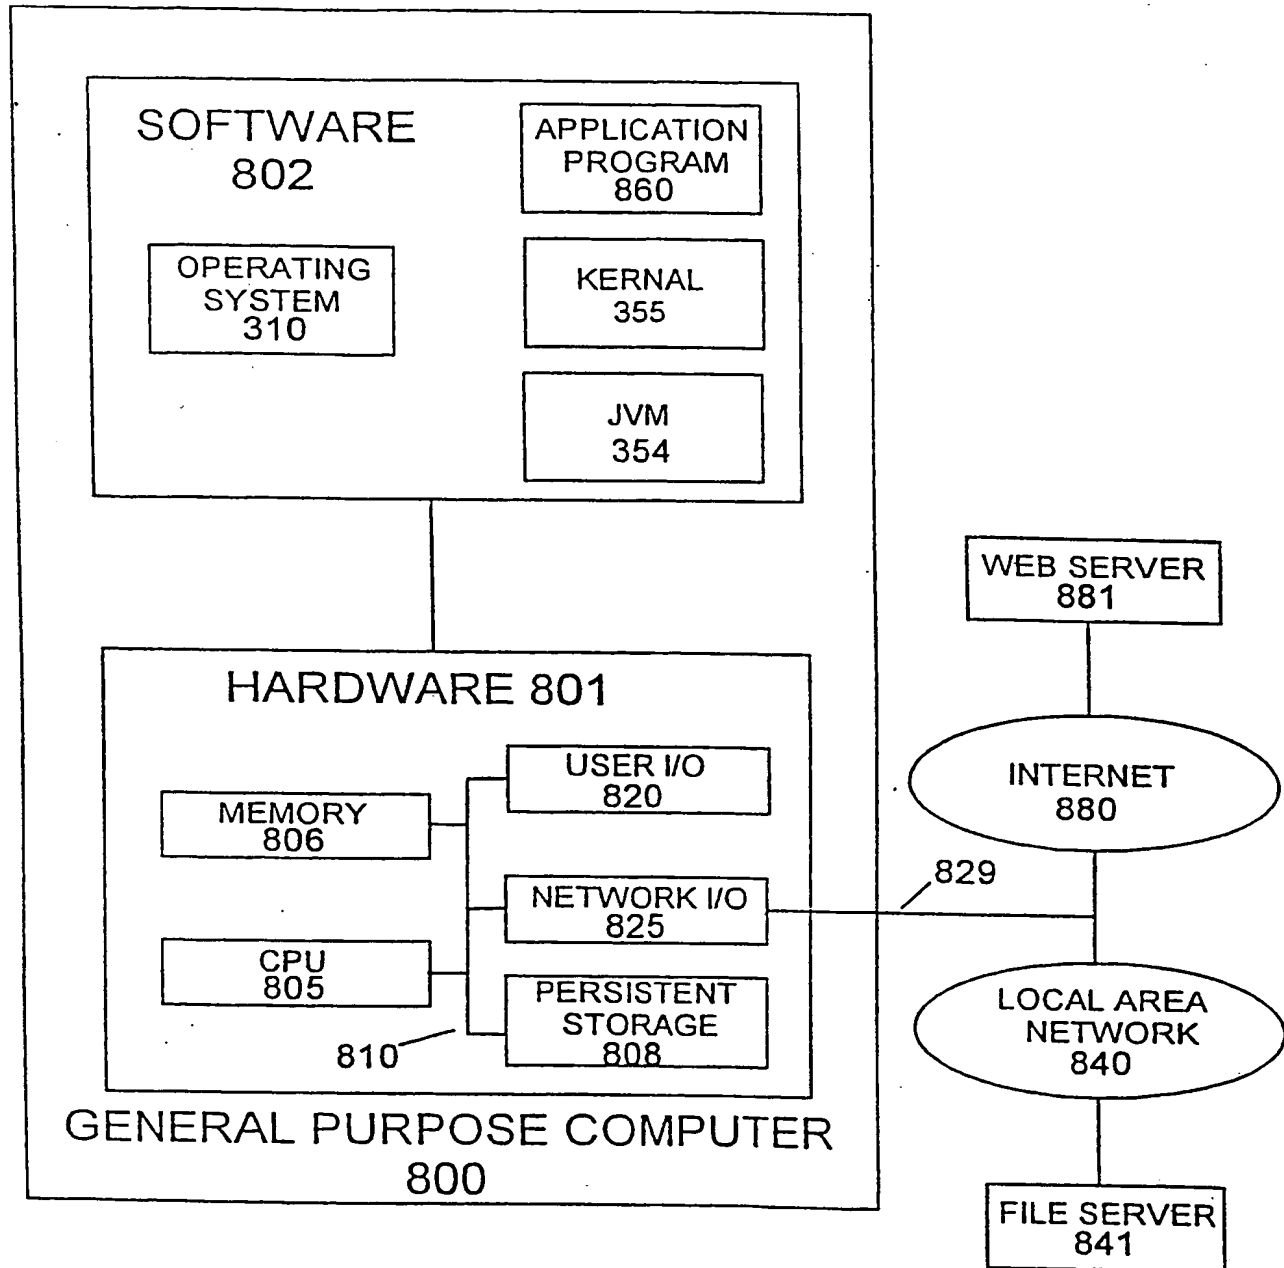 SOFTWARE
802
APPLICATION
PROGRAM
860
OPERATING
SYSTEM
310
KERNAL
355
JVM
354
HARDWARE 801
USER I/O
820
MEMORY
806
NETWORK I/O
825
CPU
805
PERSISTENT
STORAGE
808
810
GENERAL PURPOSE COMPUTER
800
WEB SERVER
881
INTERNET
880
829
LOCAL AREA
NETWORK
840
FILE SERVER
841